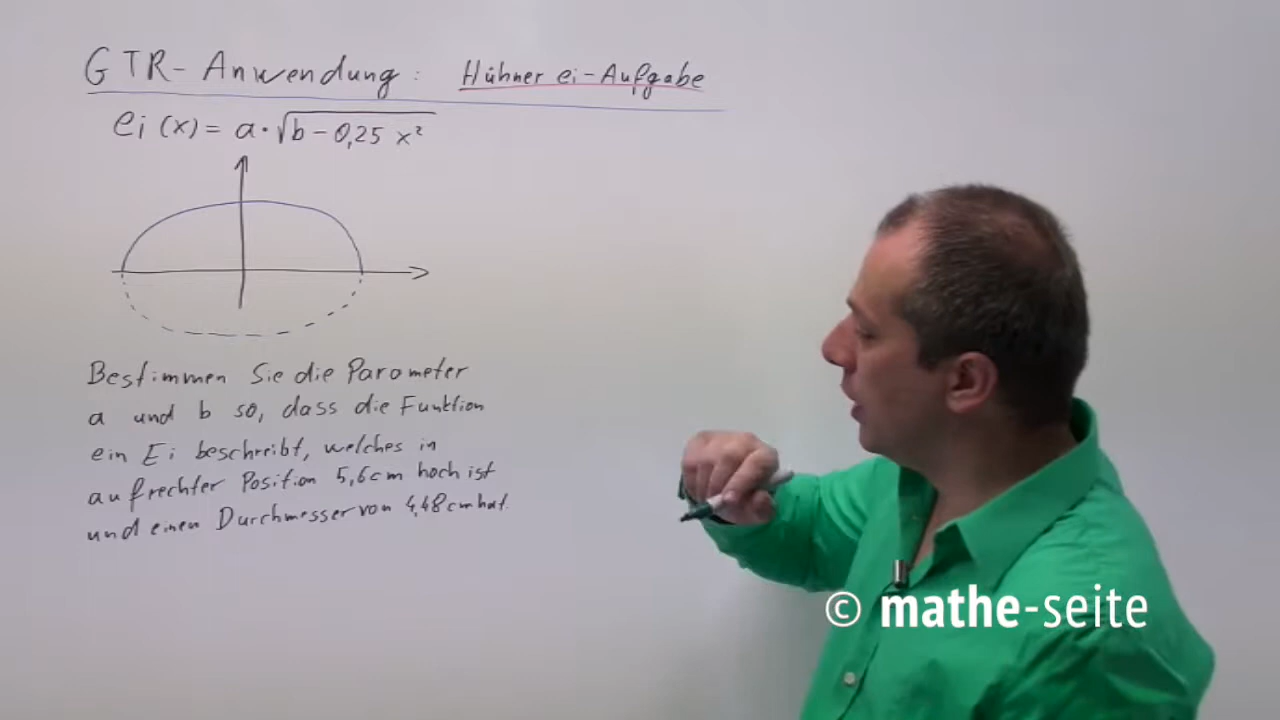 GTR-Anwendung: Hühnerei-Aufgabe
ei(x) = a·√b – 0,25 x²
Bestimmen Sie die Parameter
a und b so, dass die Funktion
ein Ei beschreibt, welches in
aufrechter Position 5,6cm hoch ist
und einen Durchmesser von 4,48cm hat.
© mathe-seite